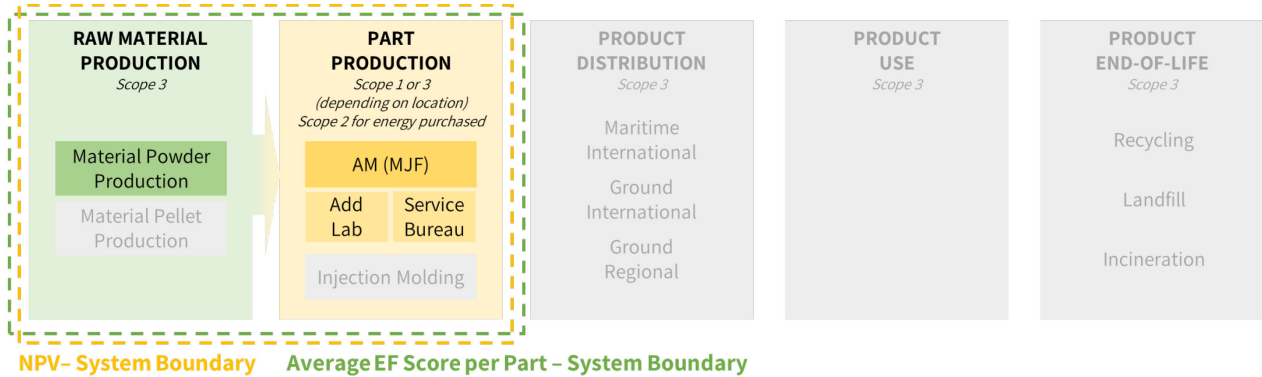 RAW MATERIAL
PRODUCTION
Scope 3
Material Powder
Production
Material Pellet
Production
PART
PRODUCTION
Scope 1 or 3
(depending on location)
Scope 2 for energy purchased
AM (MJF)
Add
Lab
Service
Bureau
Injection Molding
PRODUCT
DISTRIBUTION
Scope 3
Maritime
International
Ground
International
Ground
Regional
PRODUCT
USE
Scope 3
PRODUCT
END-OF-LIFE
Scope 3
Recycling
Landfill
Incineration
NPV– System Boundary
Average EF Score per Part – System Boundary